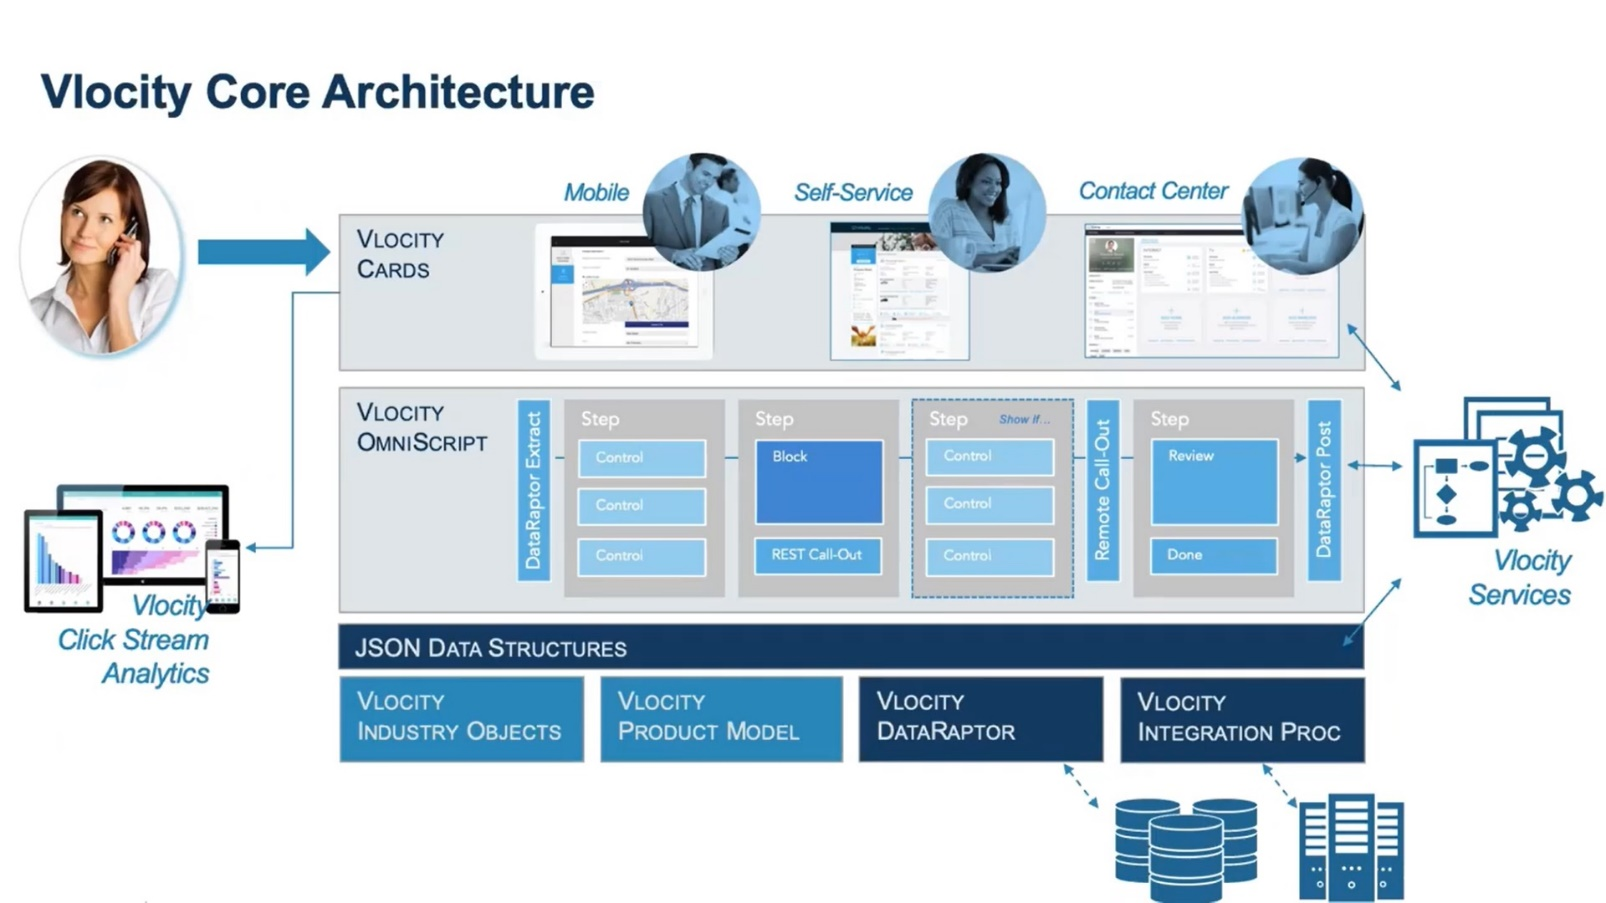 Vlocity Core Architecture
Mobile
Self-Service
Contact Center
VLOCITY
CARDS
VLOCITY
OMNISCRIPT
DataRaptor Extract
Step
Control
Control
Control
Step
Block
REST Call-Out
Step
Show If...
Control
Control
Control
Remote Call-Out
Step
Review
Done
DataRaptor Post
Vlocity
Services
Vlocity
Click Stream
Analytics
JSON DATA STRUCTURES
VLOCITY
INDUSTRY OBJECTS
VLOCITY
PRODUCT MODEL
VLOCITY
DATARAPTOR
VLOCITY
INTEGRATION PROC